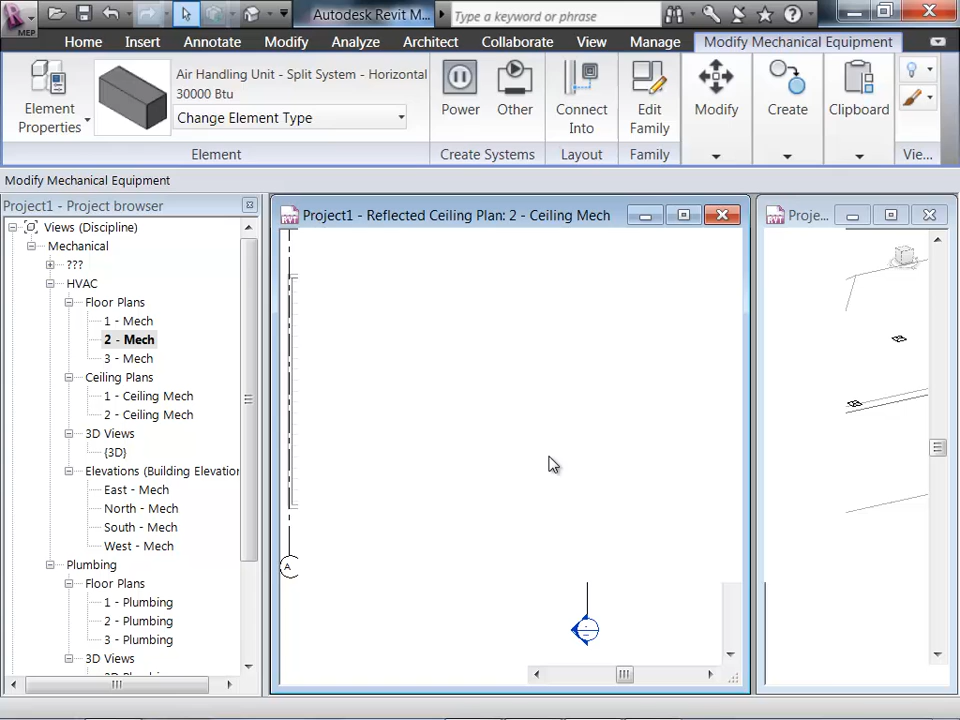 Autodesk Revit M...
Type a keyword or phrase
MEP
Home Insert Annotate Modify Analyze Architect Collaborate View Manage Modify Mechanical Equipment
Element
Properties
Air Handling Unit - Split System - Horizontal
30000 Btu
Change Element Type
Power
Other
Connect
Into
Edit
Family
Modify
Create
Clipboard
Element
Create Systems
Layout
Family
Vie...
Modify Mechanical Equipment
Project1 - Project browser
Views (Discipline)
Mechanical
???
HVAC
Floor Plans
1 - Mech
2 - Mech
3 - Mech
Ceiling Plans
1 - Ceiling Mech
2 - Ceiling Mech
3D Views
{3D}
Elevations (Building Elevation
East - Mech
North - Mech
South - Mech
West - Mech
Plumbing
Floor Plans
1 - Plumbing
2 - Plumbing
3 - Plumbing
3D Views
Project1 - Reflected Ceiling Plan: 2 - Ceiling Mech
A
Proje...